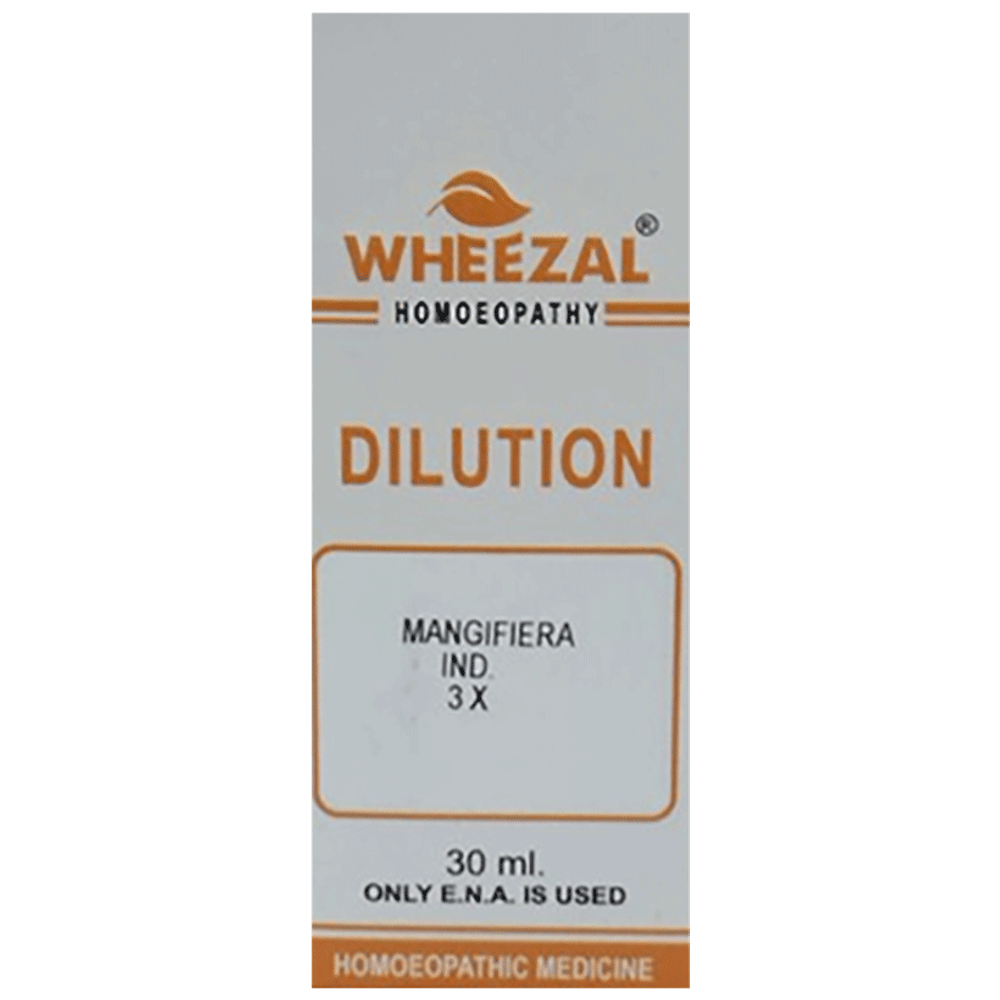 WHEEZAL®
HOMOEOPATHY
DILUTION
MANGIFIERA
IND.
3 X
30 ml.
ONLY E.N.A. IS USED
HOMOEOPATHIC MEDICINE